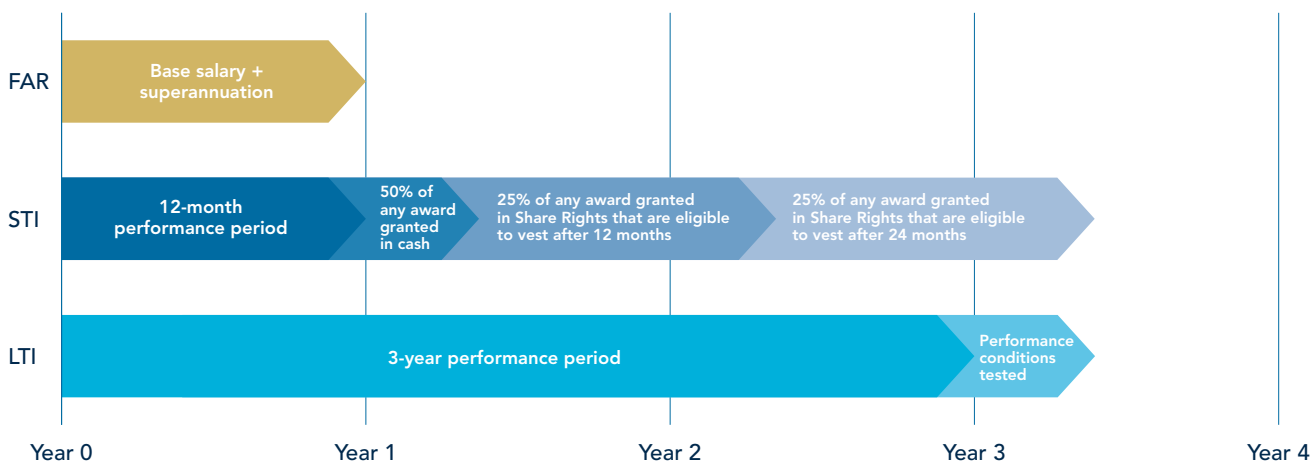 FAR
Base salary +
superannuation
STI
12-month
performance period
50% of
any award
granted
in cash
25% of any award granted
in Share Rights that are eligible
to vest after 12 months
25% of any award granted
in Share Rights that are eligible
to vest after 24 months
LTI
3-year performance period
Performance
conditions
tested
Year 0
Year 1
Year 2
Year 3
Year 4